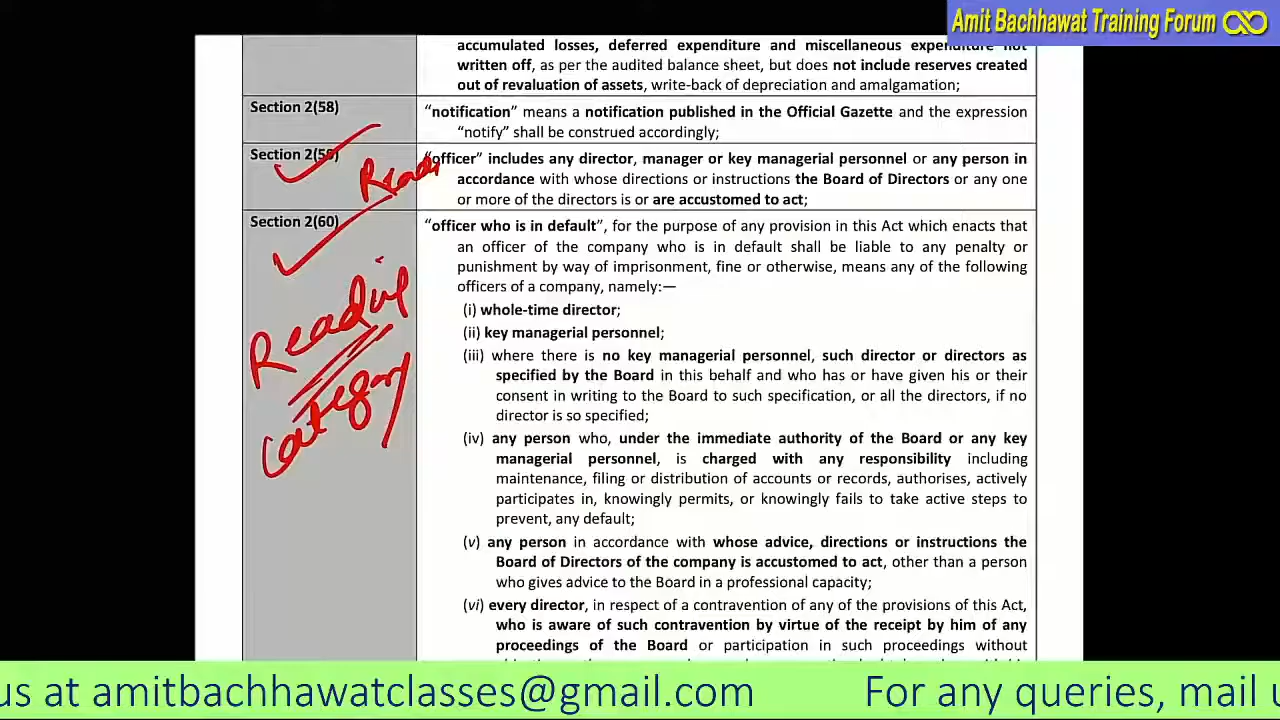 Amit Bachhawat Training Forum
accumulated losses, deferred expenditure and miscellaneous expenditure not
written off, as per the audited balance sheet, but does not include reserves created
out of revaluation of assets, write-back of depreciation and amalgamation;
Section 2(58)
“notification” means a notification published in the Official Gazette and the expression
“notify” shall be construed accordingly;
Section 2(59)
“officer” includes any director, manager or key managerial personnel or any person in
accordance with whose directions or instructions the Board of Directors or any one
or more of the directors is or are accustomed to act;
Section 2(60)
“officer who is in default”, for the purpose of any provision in this Act which enacts that
an officer of the company who is in default shall be liable to any penalty or
punishment by way of imprisonment, fine or otherwise, means any of the following
officers of a company, namely:—
(i) whole-time director;
(ii) key managerial personnel;
(iii) where there is no key managerial personnel, such director or directors as
specified by the Board in this behalf and who has or have given his or their
consent in writing to the Board to such specification, or all the directors, if no
director is so specified;
(iv) any person who, under the immediate authority of the Board or any key
managerial personnel, is charged with any responsibility including
maintenance, filing or distribution of accounts or records, authorises, actively
participates in, knowingly permits, or knowingly fails to take active steps to
prevent, any default;
(v) any person in accordance with whose advice, directions or instructions the
Board of Directors of the company is accustomed to act, other than a person
who gives advice to the Board in a professional capacity;
(vi) every director, in respect of a contravention of any of the provisions of this Act,
who is aware of such contravention by virtue of the receipt by him of any
proceedings of the Board or participation in such proceedings without
Reading
Category
us at amitbachhawatclasses@gmail.com For any queries, mail u